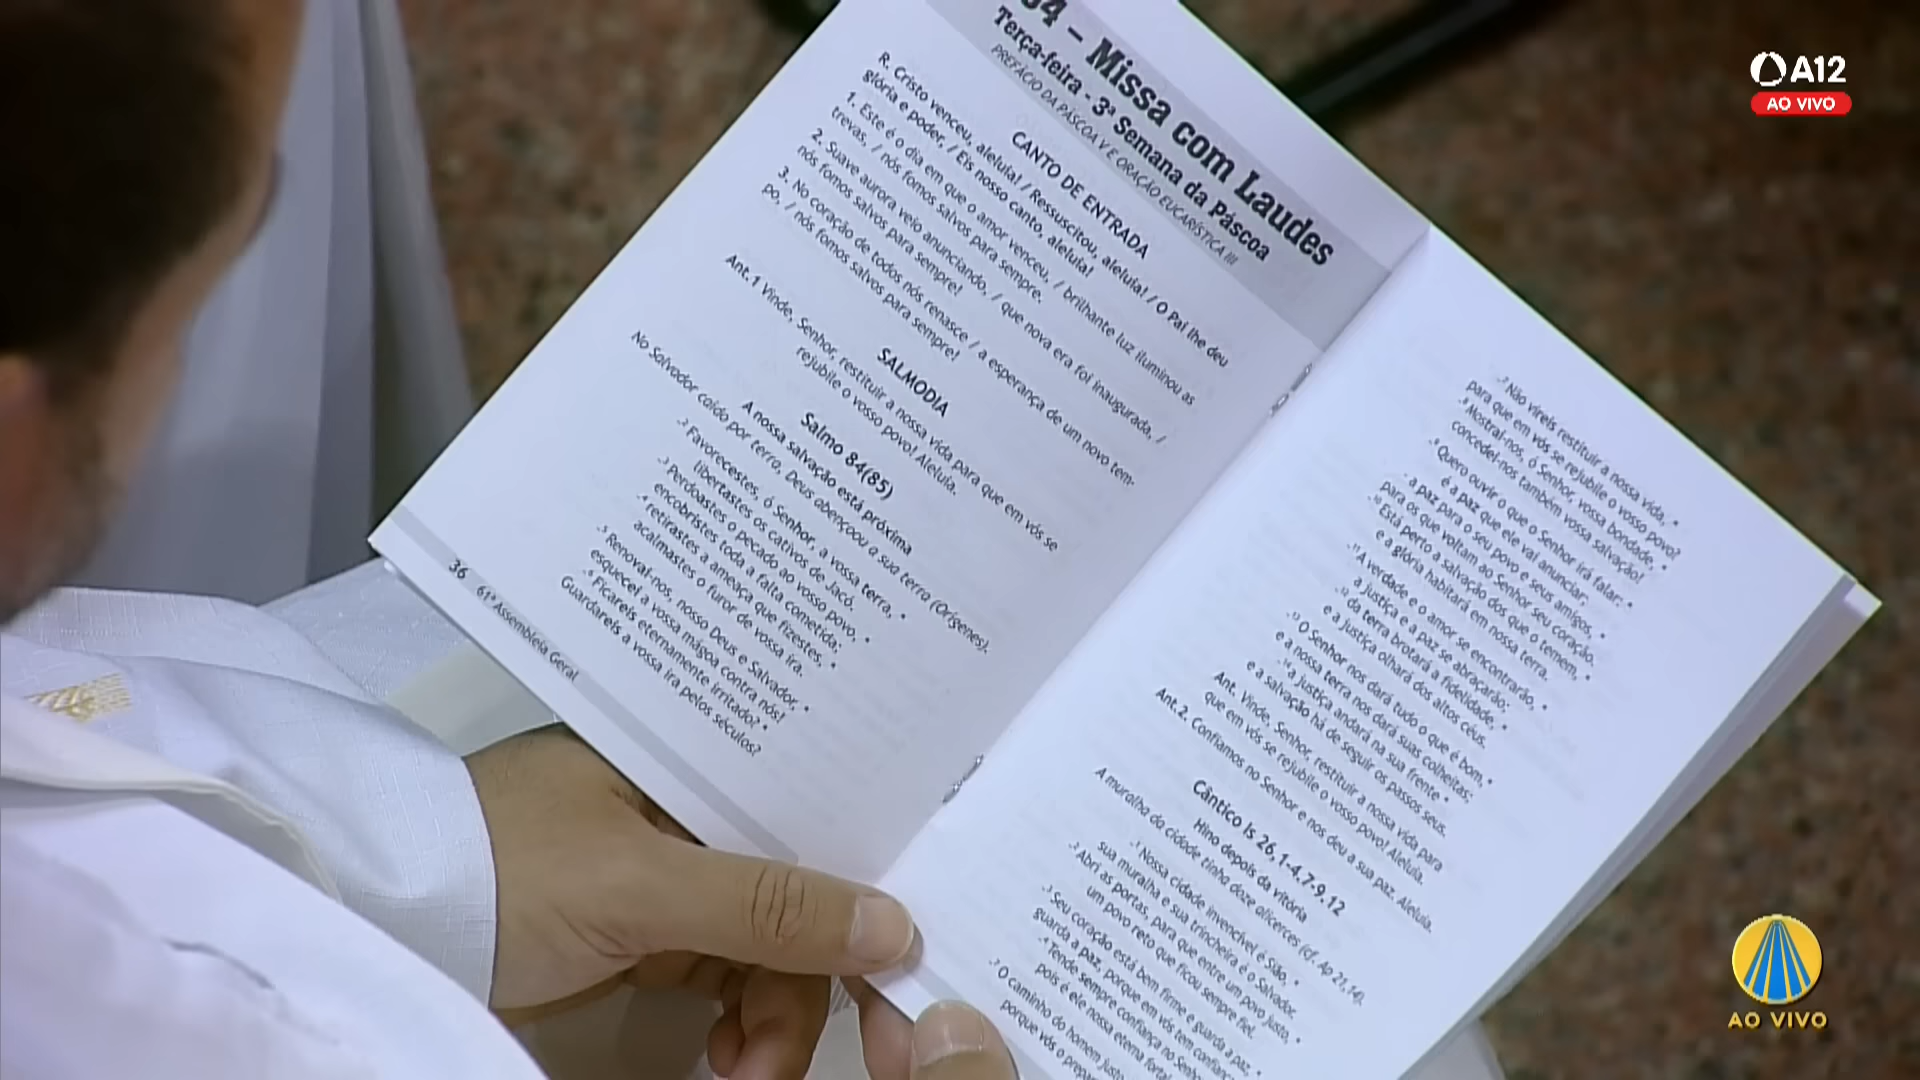 04 – Missa com Laudes
Terça-feira - 3ª Semana da Páscoa
PREFÁCIO DA PÁSCOA V E ORAÇÃO EUCARÍSTICA III
CANTO DE ENTRADA
R. Cristo venceu, aleluia! / Ressuscitou, aleluia! / O Pai lhe deu
glória e poder, / Eis nosso canto, aleluia!
1. Este é o dia em que o amor venceu, / brilhante luz iluminou as
trevas, / nós fomos salvos para sempre.
2. Suave aurora veio anunciando, / que nova era foi inaugurada, /
nós fomos salvos para sempre!
3. No coração de todos nós renasce / a esperança de um novo tem-
po, / nós fomos salvos para sempre!
SALMODIA
Ant. 1 Vinde, Senhor, restituir a nossa vida para que em vós se
rejubile o vosso povo! Aleluia.
Salmo 84(85)
A nossa salvação está próxima
No Salvador caído por terra, Deus abençoou a sua terra (Orígenes).
–² Favorecestes, ó Senhor, a vossa terra, *
libertastes os cativos de Jacó.
–³ Perdoastes o pecado ao vosso povo, *
encobristes toda a falta cometida;
–⁴ retirastes a ameaça que fizestes, *
acalmastes o furor de vossa ira.
–⁵ Renovai-nos, nosso Deus e Salvador, *
esquecei a vossa mágoa contra nós!
–⁶ Ficareis eternamente irritado? *
Guardareis a vossa ira pelos séculos?
36 61ª Assembleia Geral
–⁷ Não vireis restituir a nossa vida, *
para que em vós se rejubile o vosso povo?
–⁸ Mostrai-nos, ó Senhor, vossa bondade, *
concedei-nos também vossa salvação!
–⁹ Quero ouvir o que o Senhor irá falar: *
é a paz que ele vai anunciar;
– a paz para o seu povo e seus amigos, *
para os que voltam ao Senhor seu coração.
–¹⁰ Está perto a salvação dos que o temem, *
e a glória habitará em nossa terra.
–¹¹ A verdade e o amor se encontrarão, *
a justiça e a paz se abraçarão;
–¹² da terra brotará a fidelidade, *
e a justiça olhará dos altos céus.
–¹³ O Senhor nos dará tudo o que é bom, *
e a nossa terra nos dará suas colheitas;
–¹⁴ a justiça andará na sua frente *
e a salvação há de seguir os passos seus.
Ant. Vinde, Senhor, restituir a nossa vida para
que em vós se rejubile o vosso povo! Aleluia.
Ant. 2. Confiamos no Senhor e nos deu a sua paz. Aleluia.
Cântico Is 26,1-4.7-9.12
Hino depois da vitória
A muralha da cidade tinha doze alicerces (cf. Ap 21,14).
–¹ Nossa cidade invencível é Sião, *
sua muralha e sua trincheira é o Salvador.
–² Abri as portas, para que entre um povo justo, *
um povo reto que ficou sempre fiel.
–³ Seu coração está bem firme e guarda a paz, *
guarda a paz, porque em vós tem confiança.
–⁴ Tende sempre confiança no Senhor
pois é ele nossa eterna
–⁷ O caminho do homem justo
porque vós o
A12
AO VIVO
AO VIVO